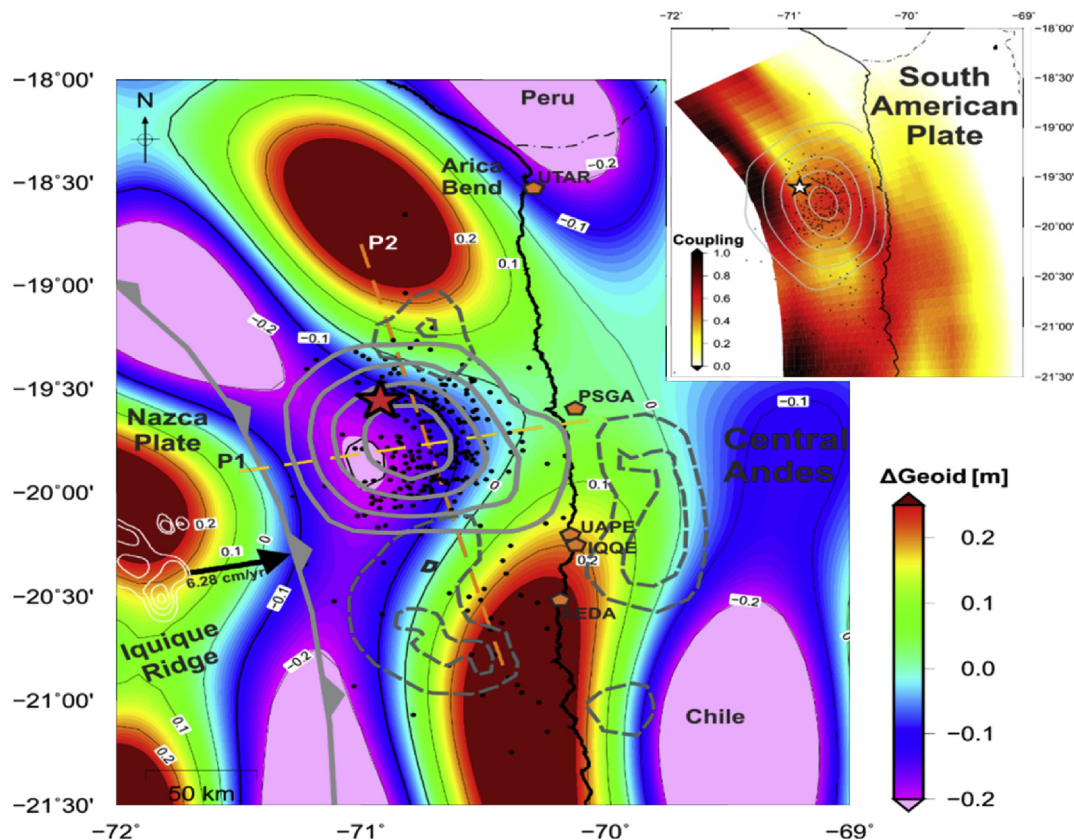 −72°
−71°
−70°
−69°
−18°00'
−18°30'
−19°00'
−19°30'
−20°00'
−20°30'
−21°00'
−21°30'
South
American
Plate
Coupling
1.0
0.8
0.6
0.4
0.2
0.0
−18°00'
−18°30'
−19°00'
−19°30'
−20°00'
−20°30'
−21°00'
−21°30'
N
Peru
−0.2
Arica
Bend
UTAR
−0.1
P2
0.2
0.1
−0.2
−0.1
0.1
0
PSGA
0
−0.1
Nazca
Plate
P1
Central
Andes
0
0.1
0.2
0.1
0
UAPE
IQQE
0.2
6.28 cm/yr
−0.1
AEDA
−0.2
Iquique
Ridge
0
−0.2
0.1
Chile
0.2
50 km
−72°
−71°
−70°
−69°
ΔGeoid [m]
0.2
0.1
0.0
−0.1
−0.2